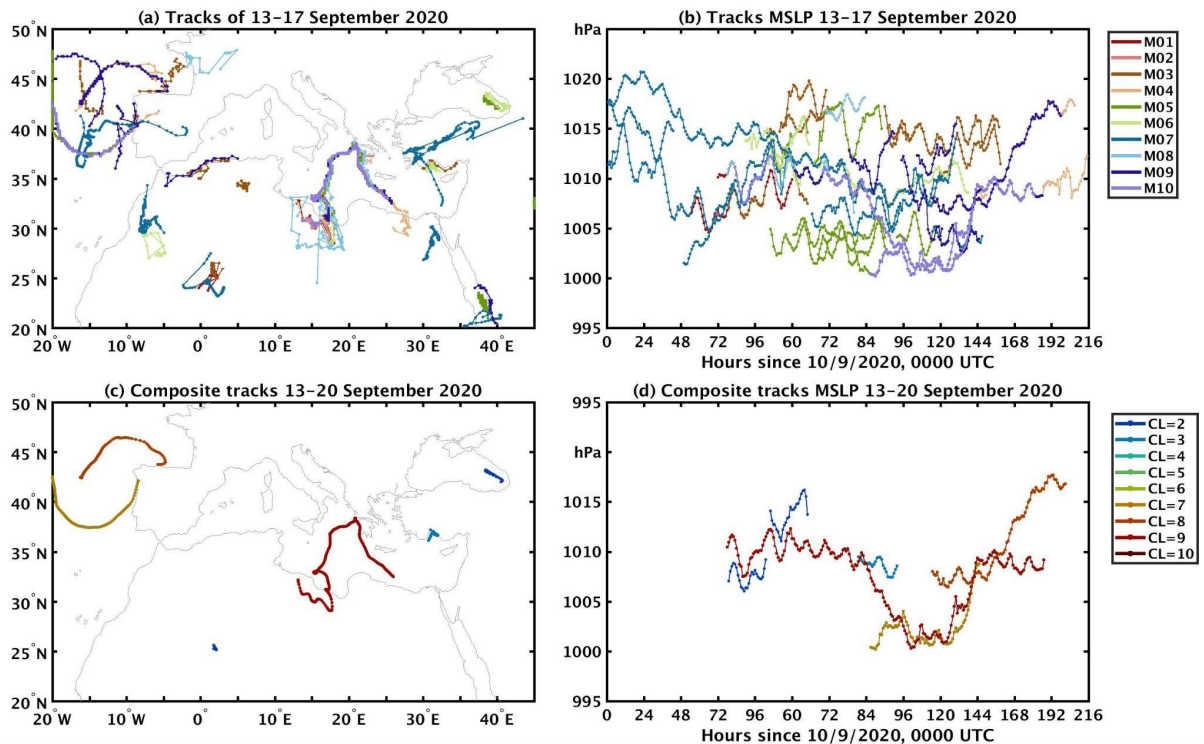 (a) Tracks of 13-17 September 2020
50°N
45°N
40°N
35°N
30°N
25°N
20°N
20°W
10°W
0°
10°E
20°E
30°E
40°E
(b) Tracks MSLP 13-17 September 2020
hPa
1020
1015
1010
1005
1000
995
0 24 48 72 60 72 84 96 120 144 168 192 216
Hours since 10/9/2020, 0000 UTC
M01
M02
M03
M04
M05
M06
M07
M08
M09
M10
(c) Composite tracks 13-20 September 2020
50°N
45°N
40°N
35°N
30°N
25°N
20°N
20°W
10°W
0°
10°E
20°E
30°E
40°E
(d) Composite tracks MSLP 13-20 September 2020
995
hPa
1015
1010
1005
1000
995
0 24 48 72 60 72 84 96 120 144 168 192 216
Hours since 10/9/2020, 0000 UTC
CL=2
CL=3
CL=4
CL=5
CL=6
CL=7
CL=8
CL=9
CL=10